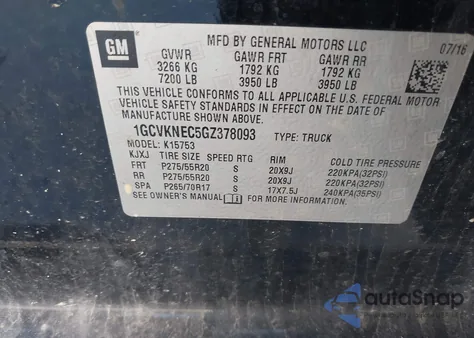 GM
MFD BY GENERAL MOTORS LLC 07/16
GVWR GAWR FRT GAWR RR
3266 KG 1792 KG 1792 KG
7200 LB 3950 LB 3950 LB
THIS VEHICLE CONFORMS TO ALL APPLICABLE U.S. FEDERAL MOTOR
VEHICLE SAFETY STANDARDS IN EFFECT ON THE DATE OF
MANUFACTURE SHOWN ABOVE.
1GCVKNEC5GZ378093 TYPE: TRUCK
MODEL: K15753
KJXJ TIRE SIZE SPEED RTG RIM COLD TIRE PRESSURE
FRT P275/55R20 S 20X9J 220KPA(32PSI)
RR P275/55R20 S 20X9J 220KPA(32PSI)
SPA P265/70R17 S 17X7.5J 240KPA(35PSI)
SEE OWNER'S MANUAL FOR MORE INFORMATION.
autoSnap